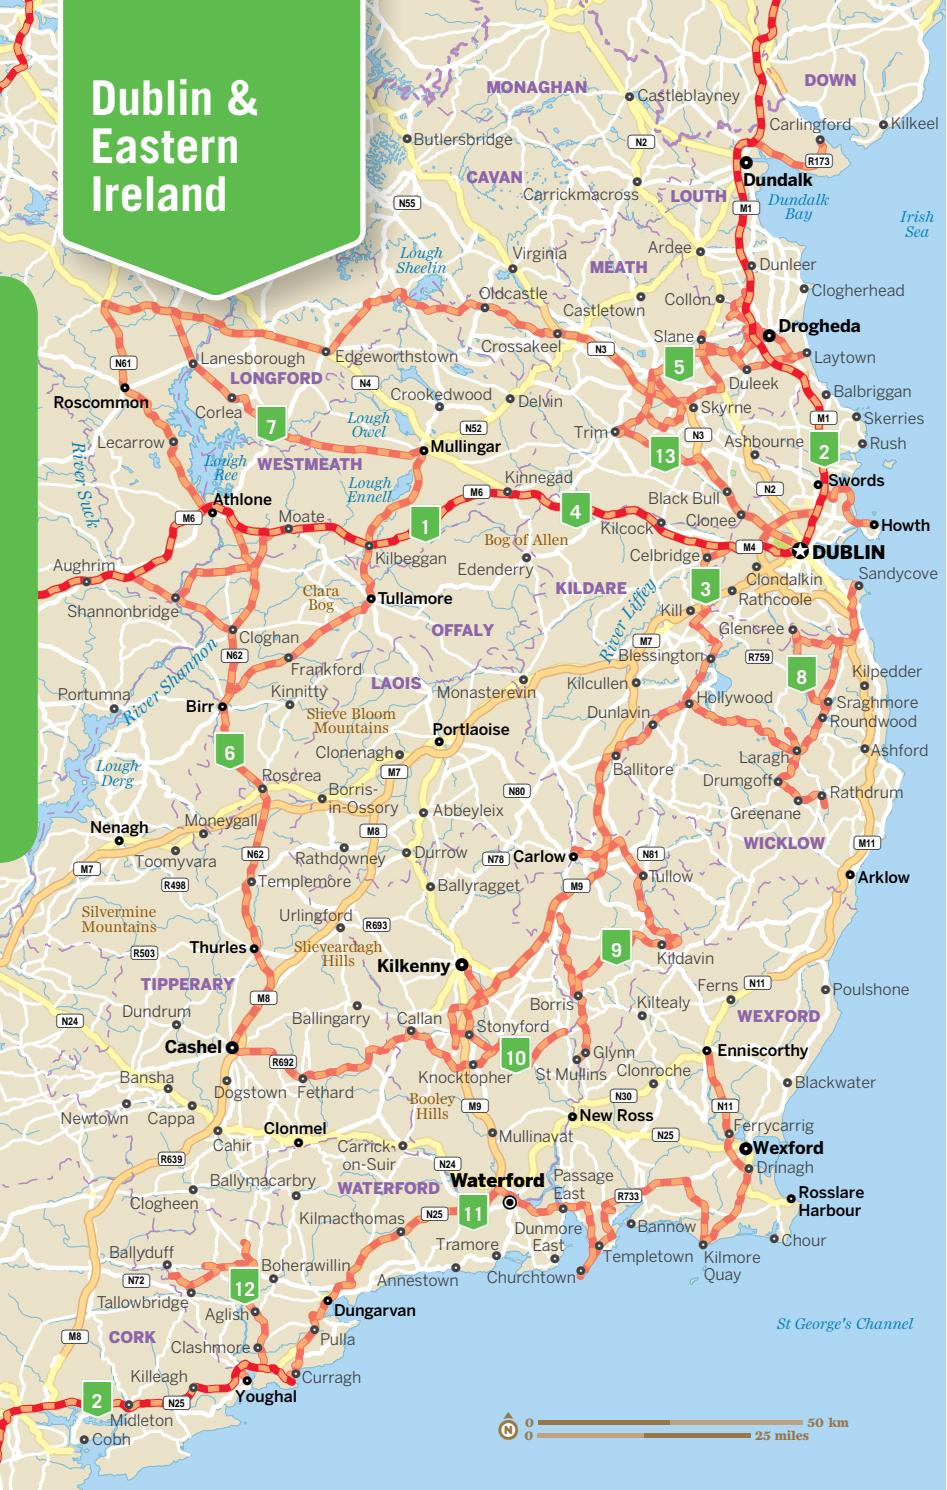 Dublin &
Eastern
Ireland
MONAGHAN
Castleblayney
DOWN
Carlingford
Kilkeel
Butlersbridge
N2
R173
CAVAN
Dundalk
Carrickmacross
LOUTH
Dundalk
Bay
N55
M1
Irish
Sea
Ardee
Lough
Sheelin
Virginia
MEATH
Dunleer
Oldcastle
Collon
Clogherhead
Castletown
Drogheda
Slane
Crossakeel
N3
Edgeworthstown
Laytown
N61
Lanesborough
5
LONGFORD
N4
Duleek
Crookedwood
Delvin
Balbriggan
Roscommon
Corlea
Skyrne
M1
Skerries
7
Lough
Owel
N52
Trim
N3
Ashbourne
Rush
Lecarrow
Mullingar
2
River Suck
Lough
Ree
WESTMEATH
13
Kinnegad
Swords
Lough
Ennell
M6
N2
Athlone
Black Bull
4
M6
Moate
1
Kilcock
Clonee
Howth
Bog of Allen
M4
DUBLIN
Kilbeggan
Celbridge
Aughrim
Edenderry
Sandycove
Clondalkin
KILDARE
3
Rathcoole
Clara
Bog
Tullamore
Shannonbridge
River Liffey
Kill
OFFALY
Glencree
Cloghan
M7
N62
Blessington
R759
Frankford
Kilpedder
8
LAOIS
Kilcullen
Portumna
River Shannon
Kinnitty
Monasterevin
Hollywood
Sraghmore
Birr
Slieve Bloom
Mountains
Dunlavin
Roundwood
Portlaoise
6
Clonenagh
Laragh
Ashford
Lough
Derg
M7
Ballitore
Roscrea
Drumgoff
N80
Borris-
in-Ossory
Rathdrum
Abbeyleix
Greenane
Moneygall
Nenagh
M8
WICKLOW
M11
Toomyvara
N62
Rathdowney
Durrow
N78
Carlow
N81
M7
R498
Templemore
Ballyragget
M9
Tullow
Arklow
Silvermine
Mountains
Urlingford
R693
Thurles
Slieveardagh
Hills
9
R503
Kilkenny
Kildavin
TIPPERARY
Ferns
N11
Poulshone
M8
Borris
Kiltealy
Dundrum
Ballingarry
Callan
WEXFORD
N24
Stonyford
Cashel
10
Glynn
Enniscorthy
R692
St Mullins
Clonroche
Bansha
Knocktopher
Dogstown
Fethard
Blackwater
Booley
Hills
M9
N30
N11
Newtown
Cappa
New Ross
Clonmel
Mullinavat
N25
Ferrycarrig
Cahir
Carrick-
on-Suir
Wexford
R639
N24
Drinagh
Ballymacarbry
Waterford
Passage
East
WATERFORD
Rosslare
Harbour
Clogheen
R733
Kilmacthomas
N25
11
Dunmore
East
Bannow
Tramore
Chour
Ballyduff
Boherawillin
Templetown
Kilmore
Quay
N72
Annestown
Churchtown
12
Tallowbridge
Aglish
Dungarvan
St George's Channel
M8
CORK
Pulla
Clashmore
Killeagh
Curragh
2
N25
Youghal
Midleton
Cobh
N
0
50 km
0
25 miles